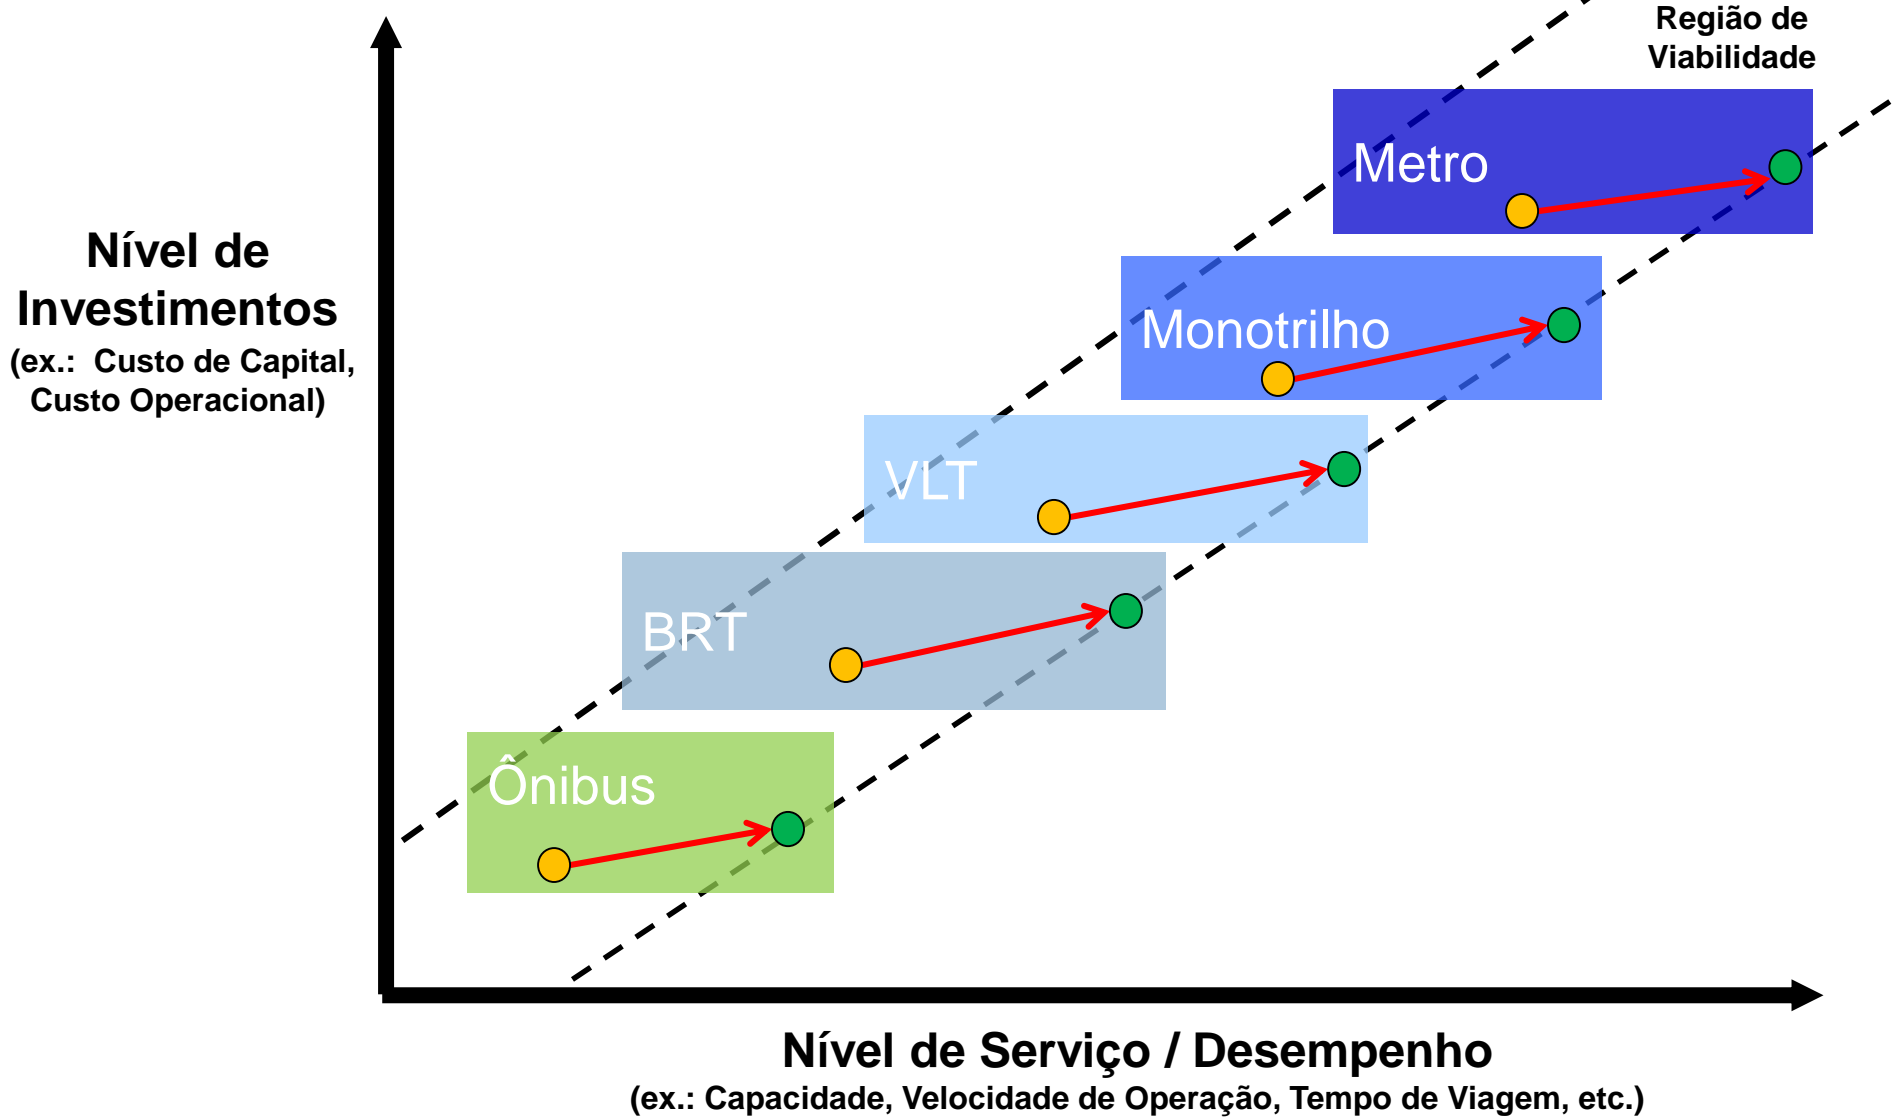 Região de
Viabilidade
Metro
Nível de
Investimentos
(ex.: Custo de Capital,
Custo Operacional)
Monotrilho
VLT
BRT
Ônibus
Nível de Serviço / Desempenho
(ex.: Capacidade, Velocidade de Operação, Tempo de Viagem, etc.)